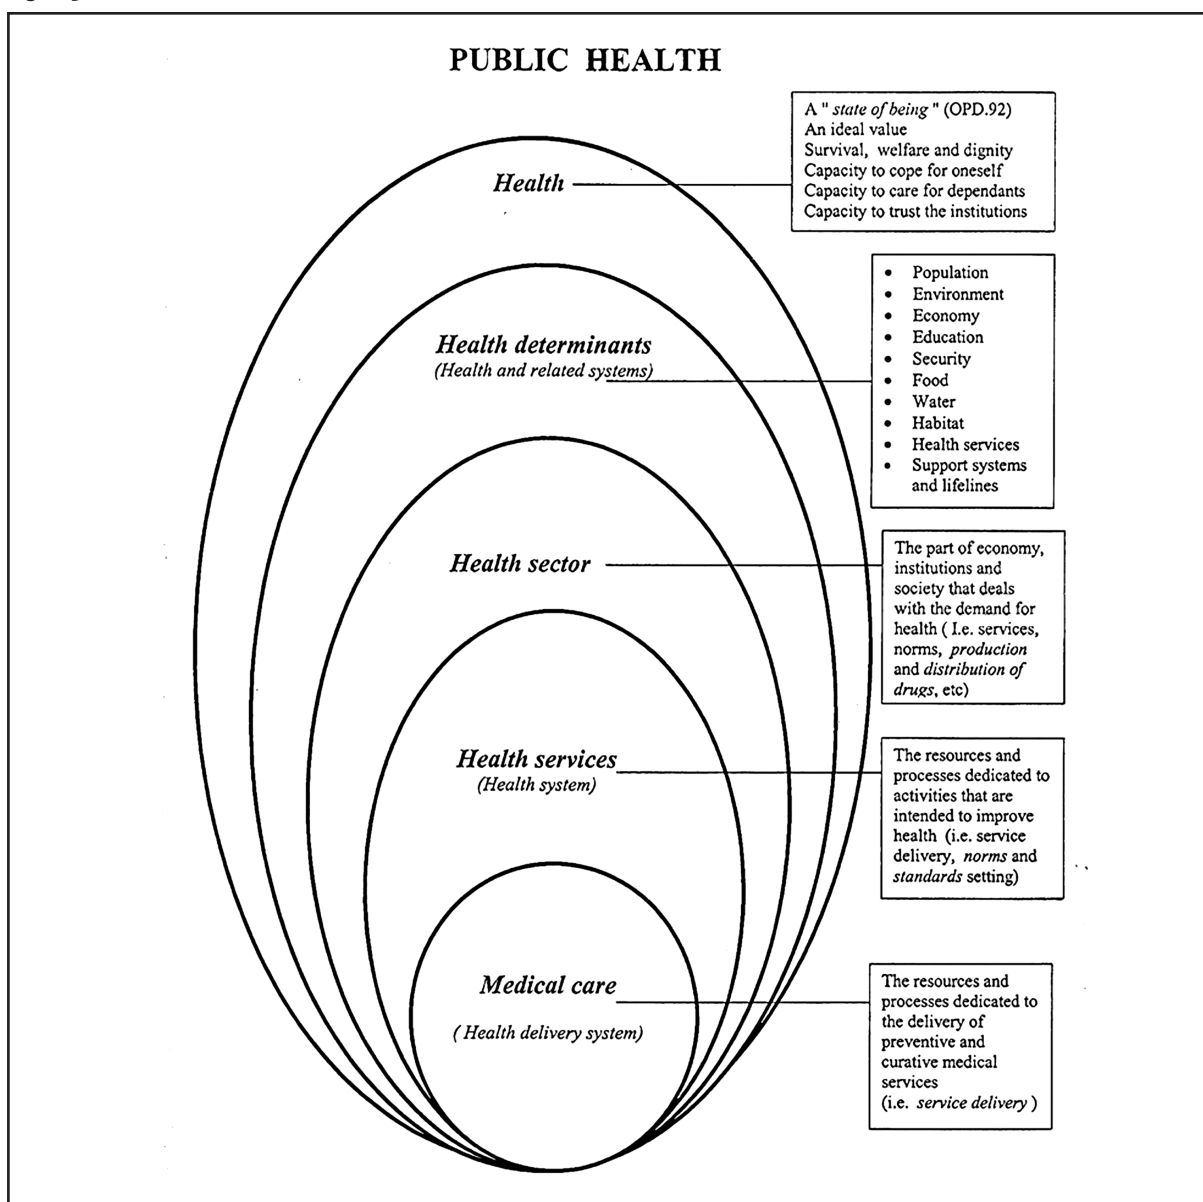 PUBLIC HEALTH
Health
A " state of being " (OPD.92)
An ideal value
Survival, welfare and dignity
Capacity to cope for oneself
Capacity to care for dependants
Capacity to trust the institutions
Health determinants
(Health and related systems)
• Population
• Environment
• Economy
• Education
• Security
• Food
• Water
• Habitat
• Health services
• Support systems
and lifelines
Health sector
The part of economy,
institutions and
society that deals
with the demand for
health ( I.e. services,
norms, production
and distribution of
drugs, etc)
Health services
(Health system)
The resources and
processes dedicated to
activities that are
intended to improve
health (i.e. service
delivery, norms and
standards setting)
Medical care
( Health delivery system)
The resources and
processes dedicated to
the delivery of
preventive and
curative medical
services
(i.e. service delivery )